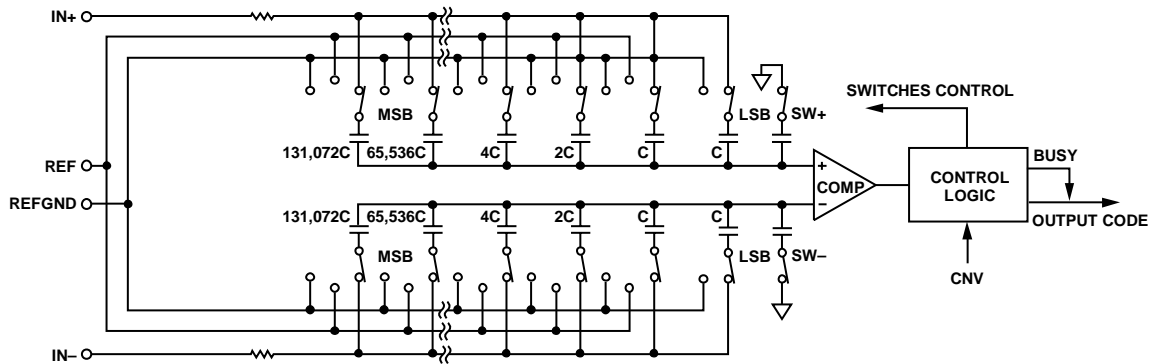 IN+
MSB
LSB
SW+
SWITCHES CONTROL
131,072C
65,536C
4C
2C
C
C
REF
BUSY
+
COMP
–
CONTROL
LOGIC
REFGND
OUTPUT CODE
131,072C
65,536C
4C
2C
C
C
MSB
LSB
SW–
CNV
IN–